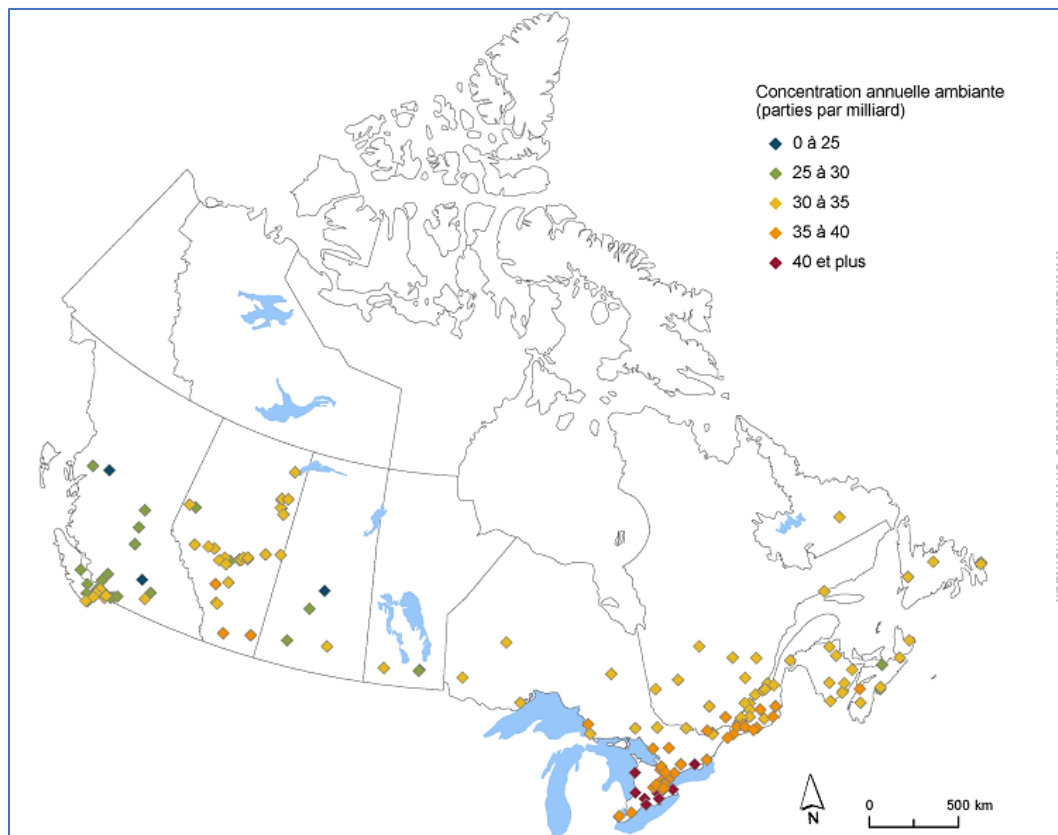 Concentration annuelle ambiante
(parties par milliard)
0 à 25
25 à 30
30 à 35
35 à 40
40 et plus
N
0 500 km